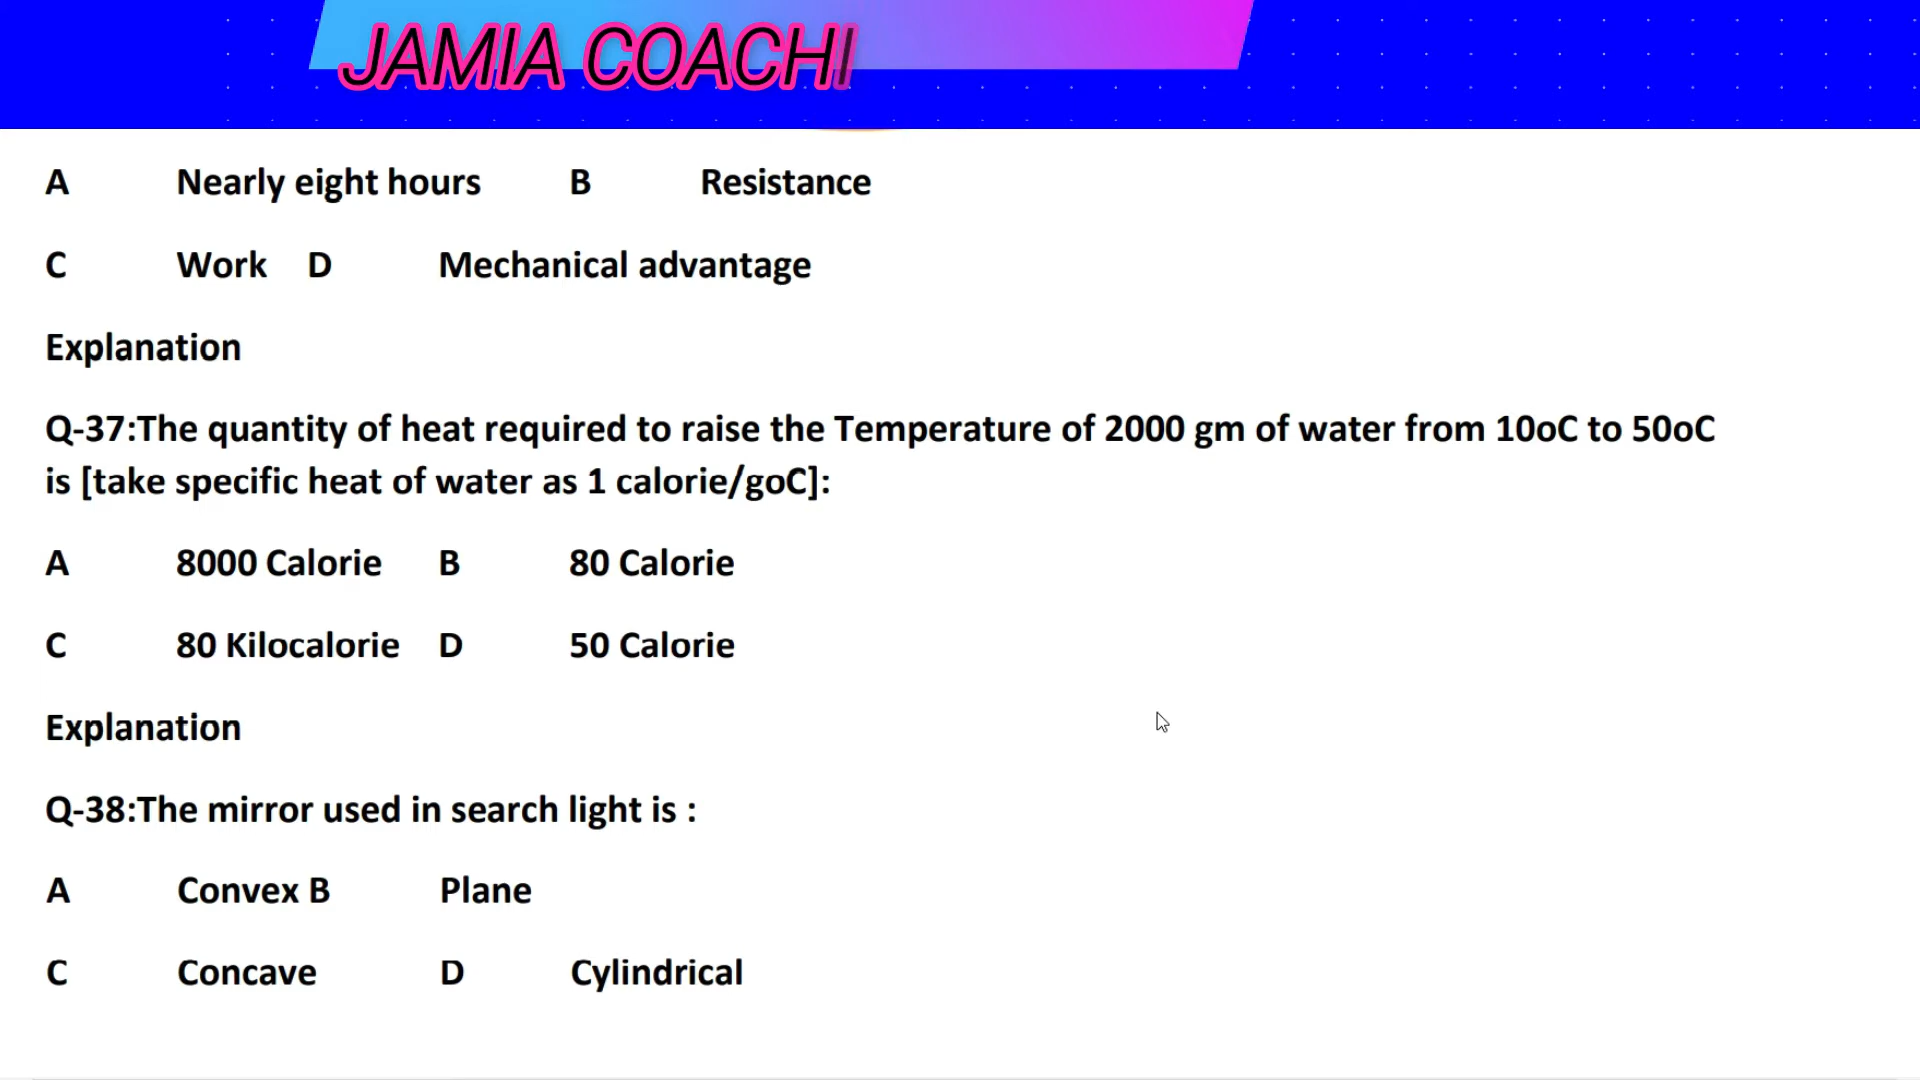 JAMIA COACHI
A Nearly eight hours B Resistance
C Work D Mechanical advantage
Explanation
Q-37:The quantity of heat required to raise the Temperature of 2000 gm of water from 10oC to 50oC
is [take specific heat of water as 1 calorie/goC]:
A 8000 Calorie B 80 Calorie
C 80 Kilocalorie D 50 Calorie
Explanation
Q-38:The mirror used in search light is :
A Convex B Plane
C Concave D Cylindrical